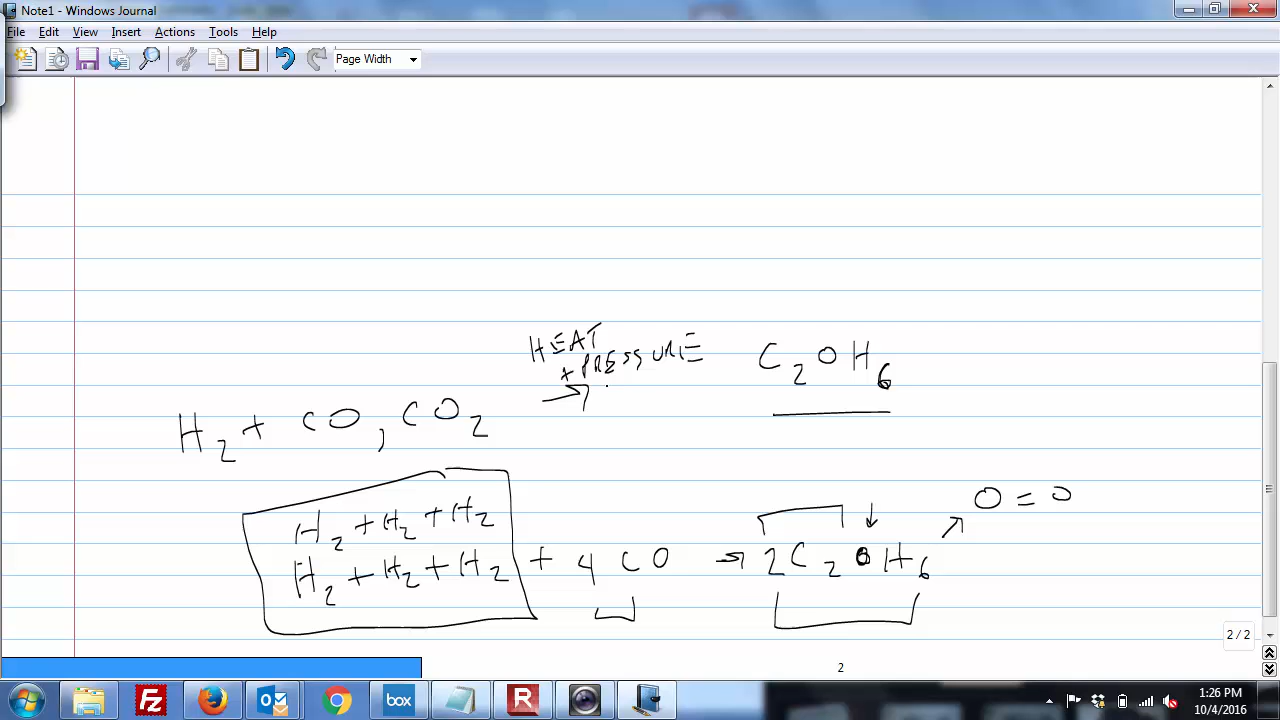 Note1 - Windows Journal
File Edit View Insert Actions Tools Help
Page Width
HEAT
+ PRESSURE
C2OH6
H2 + CO, CO2
O = O
H2 + H2 + H2
H2 + H2 + H2 + 4 CO → 2C2OH6
2 / 2
2
box
R
1:26 PM
10/4/2016